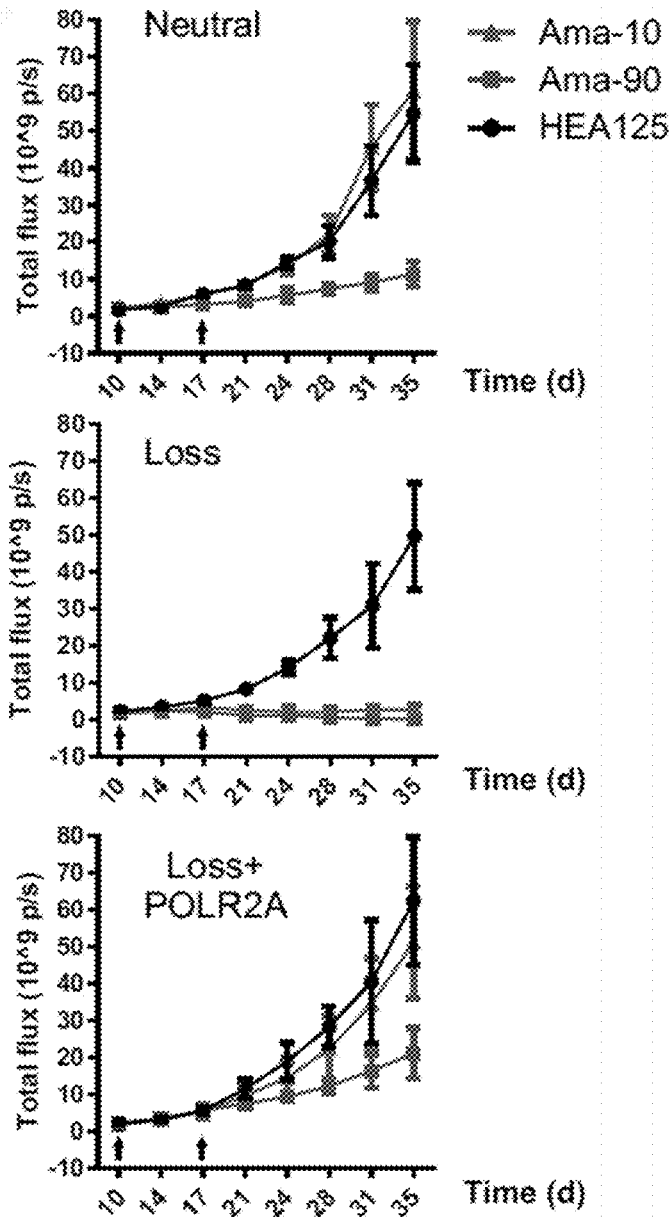 Neutral
Ama-10
Ama-90
HEA125
Total flux (10^9 p/s)
80
70
60
50
40
30
20
10
0
-10
10 14 17 21 24 28 31 35
Time (d)
Loss
Total flux (10^9 p/s)
80
70
60
50
40
30
20
10
0
-10
10 14 17 21 24 28 31 35
Time (d)
Loss+
POLR2A
Total flux (10^9 p/s)
80
70
60
50
40
30
20
10
0
-10
10 14 17 21 24 28 31 35
Time (d)